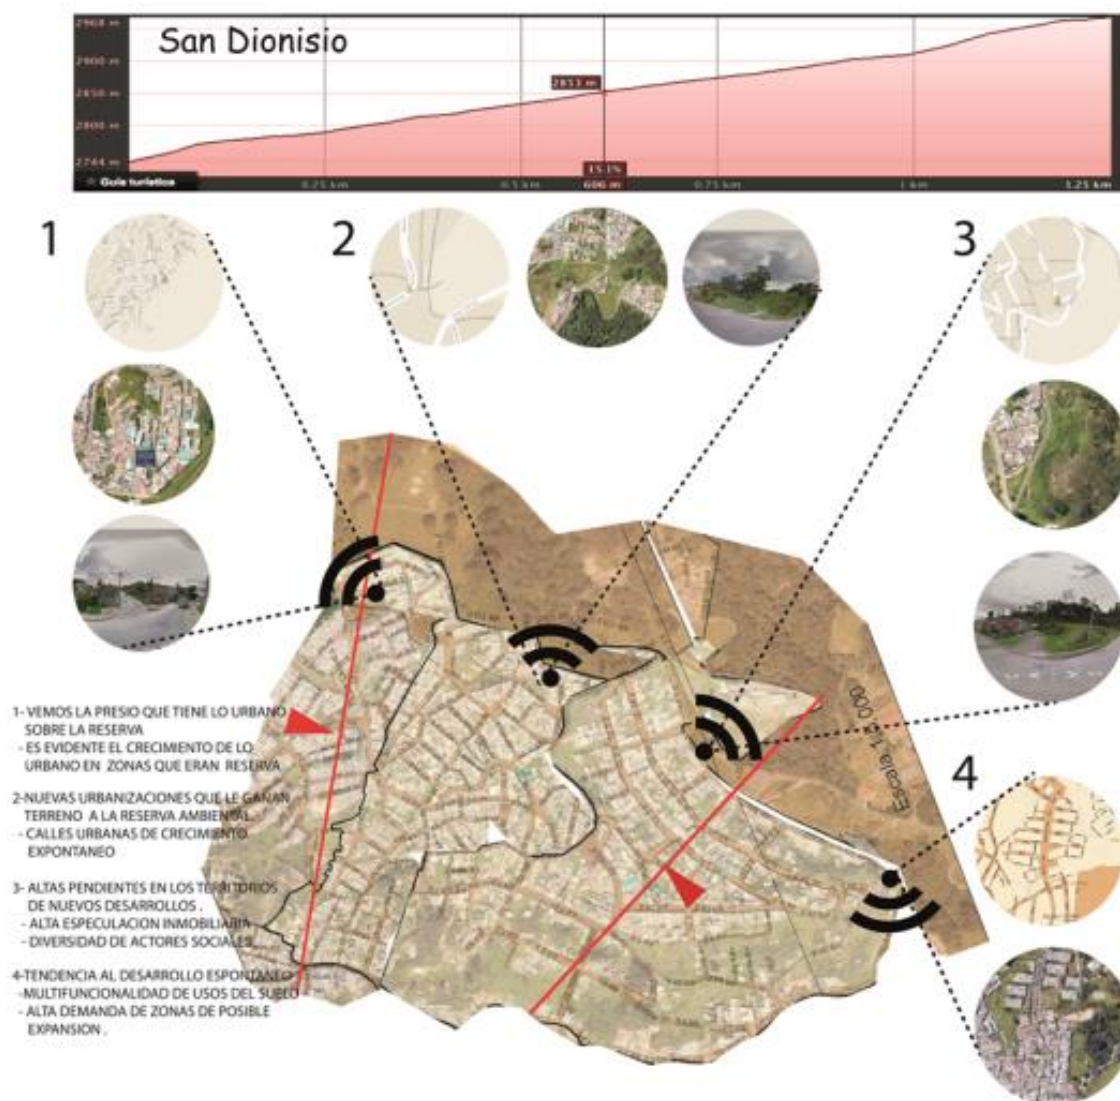 San Dionisio
2968 m
2900 m
2850 m
2800 m
2744 m
2853 m
15.1%
Guía turística
0.25 km
0.5 km
606 m
0.75 km
1 km
1.25 km
1
2
3
4
Escala
1- VEMOS LA PRESIO QUE TIENE LO URBANO
SOBRE LA RESERVA
- ES EVIDENTE EL CRECIMIENTO DE LO
URBANO EN ZONAS QUE ERAN RESERVA
2-NUEVAS URBANIZACIONES QUE LE GANAN
TERRENO A LA RESERVA AMBIENTAL.
- CALLES URBANAS DE CRECIMIENTO
EXPONTANEO
3- ALTAS PENDIENTES EN LOS TERRITORIOS
DE NUEVOS DESARROLLOS .
- ALTA ESPECULACION INMOBILIARIA
- DIVERSIDAD DE ACTORES SOCIALES
4-TENDENCIA AL DESARROLLO ESPONTANEO
-MULTIFUNCIONALIDAD DE USOS DEL SUELO
- ALTA DEMANDA DE ZONAS DE POSIBLE
EXPANSION .